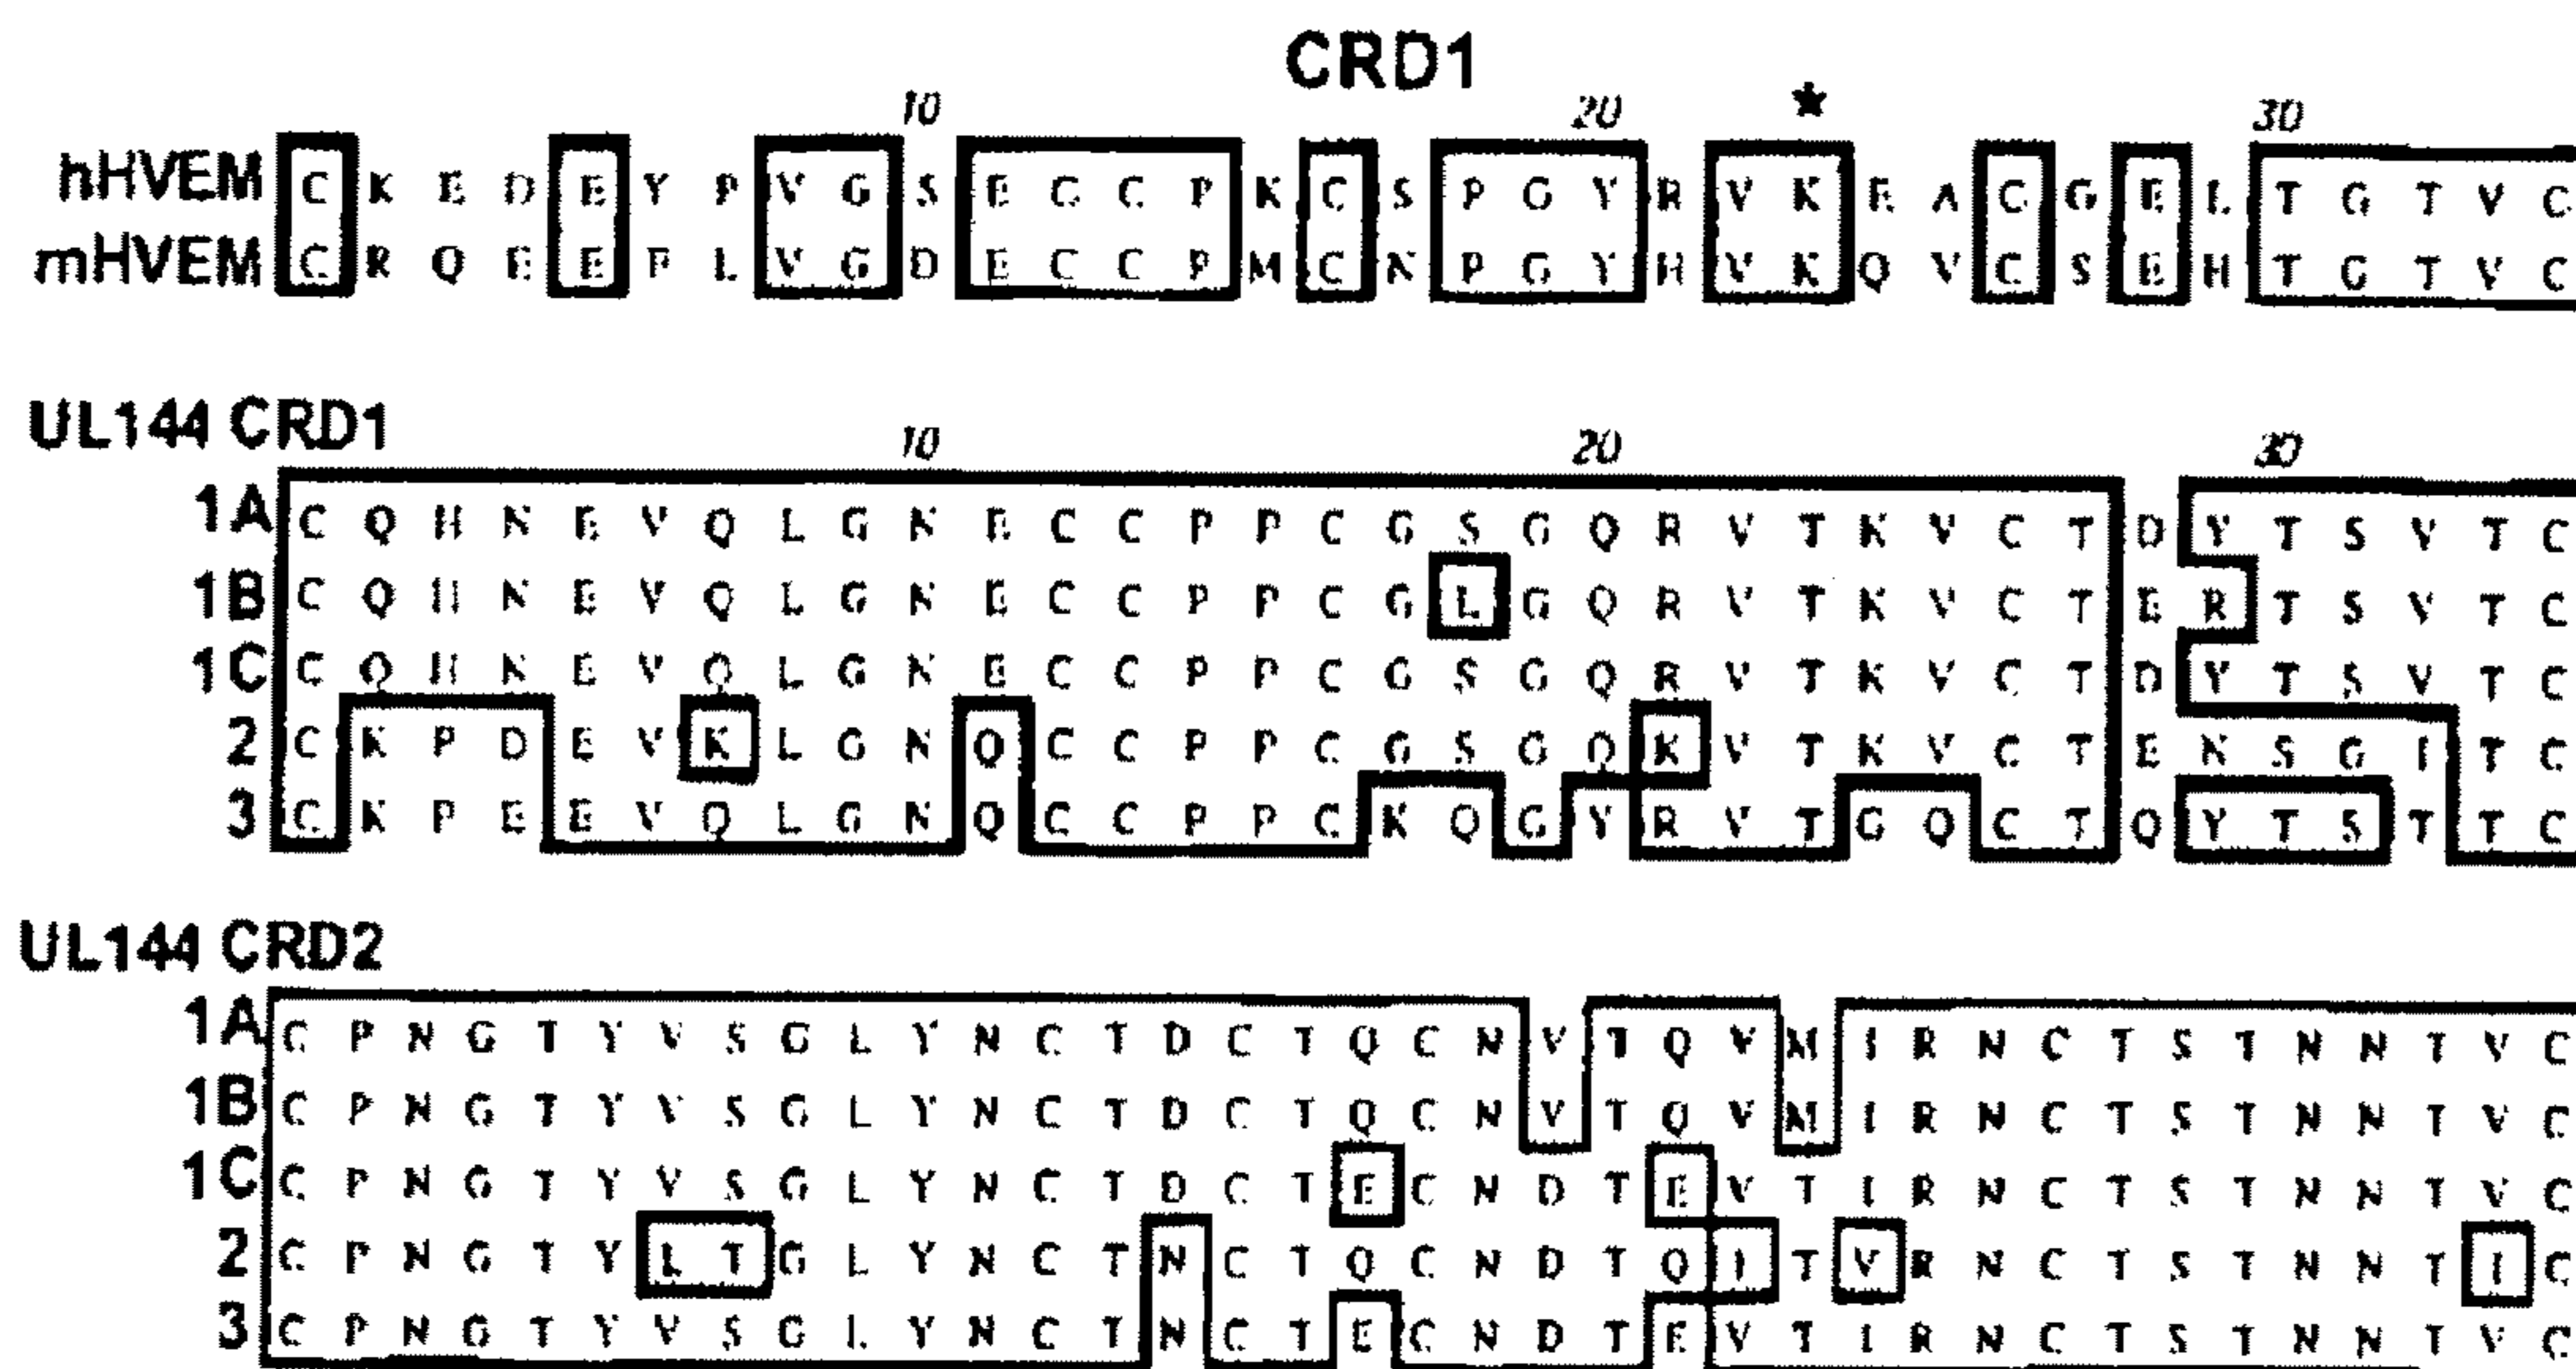 CRD1
10 20 ★ 30
hHVEM C K E D E Y P V G S E C C P K C S P G Y R V K E A C G E L T G T V C
mHVEM C R Q E E F L V G D E C C P M C N P G Y H V K Q V C S E H T G T V C
UL144 CRD1
10 20 30
1A C Q H N E V Q L G N E C C P P C G S G Q R V T K V C T D Y T S V T C
1B C Q H N E V Q L G N E C C P P C G L G Q R V T K V C T E R T S V T C
1C C Q H N E V Q L G N E C C P P C G S G Q R V T K V C T D Y T S V T C
2 C K P D E V K L G N Q C C P P C G S G Q K V T K V C T E N S G I T C
3 C K P E E V Q L G N Q C C P P C K Q G Y R V T G Q C T Q Y T S T T C
UL144 CRD2
1A C P N G T Y V S G L Y N C T D C T Q C N V T Q V M I R N C T S T N N T V C
1B C P N G T Y V S G L Y N C T D C T Q C N V T Q V M I R N C T S T N N T V C
1C C P N G T Y V S G L Y N C T D C T E C N D T E V T I R N C T S T N N T V C
2 C P N G T Y L T G L Y N C T N C T Q C N D T Q I T V R N C T S T N N T I C
3 C P N G T Y V S G L Y N C T N C T E C N D T E V T I R N C T S T N N T V C